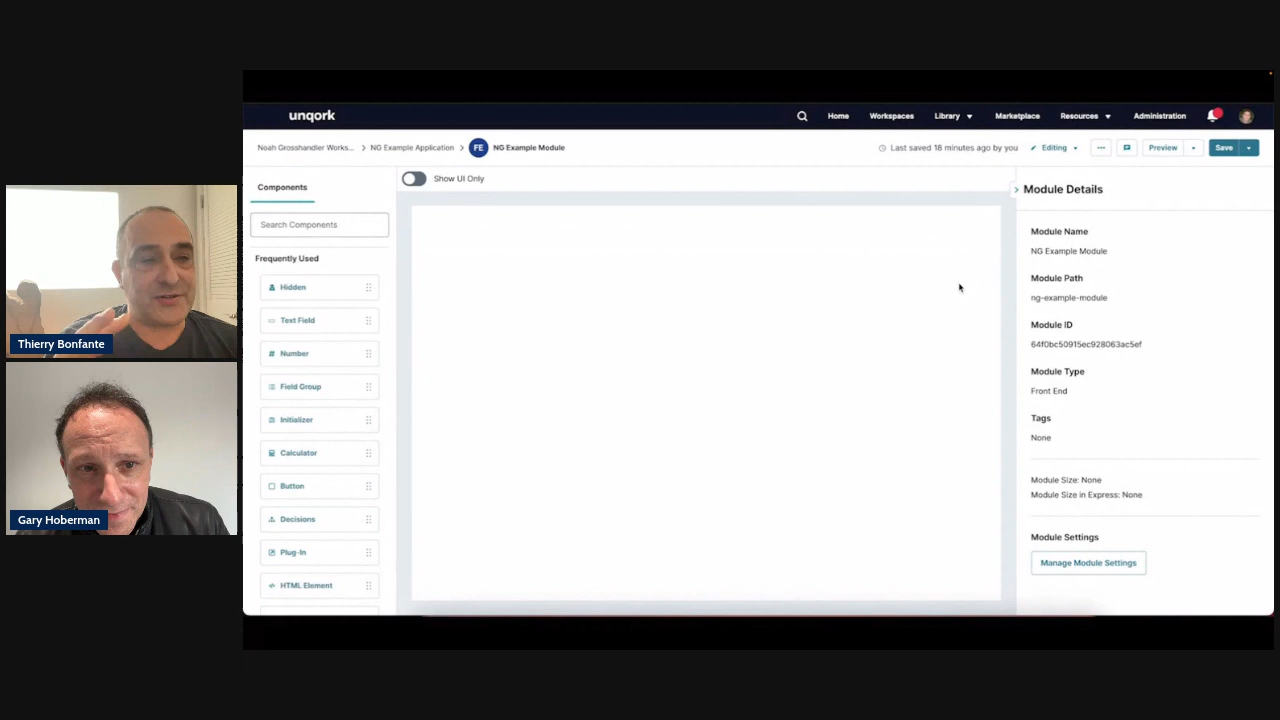 unqork
Home
Workspaces
Library
Marketplace
Resources
Administration
Noah Grosshandler Works...
NG Example Application
FE
NG Example Module
Last saved 18 minutes ago by you
Editing
Preview
Save
Components
Show UI Only
Search Components
Frequently Used
Hidden
Text Field
Number
Field Group
Initializer
Calculator
Button
Decisions
Plug-In
HTML Element
Module Details
Module Name
NG Example Module
Module Path
ng-example-module
Module ID
64f0bc50915ec928063ac5ef
Module Type
Front End
Tags
None
Module Size: None
Module Size in Express: None
Module Settings
Manage Module Settings
Thierry Bonfante
Gary Hoberman